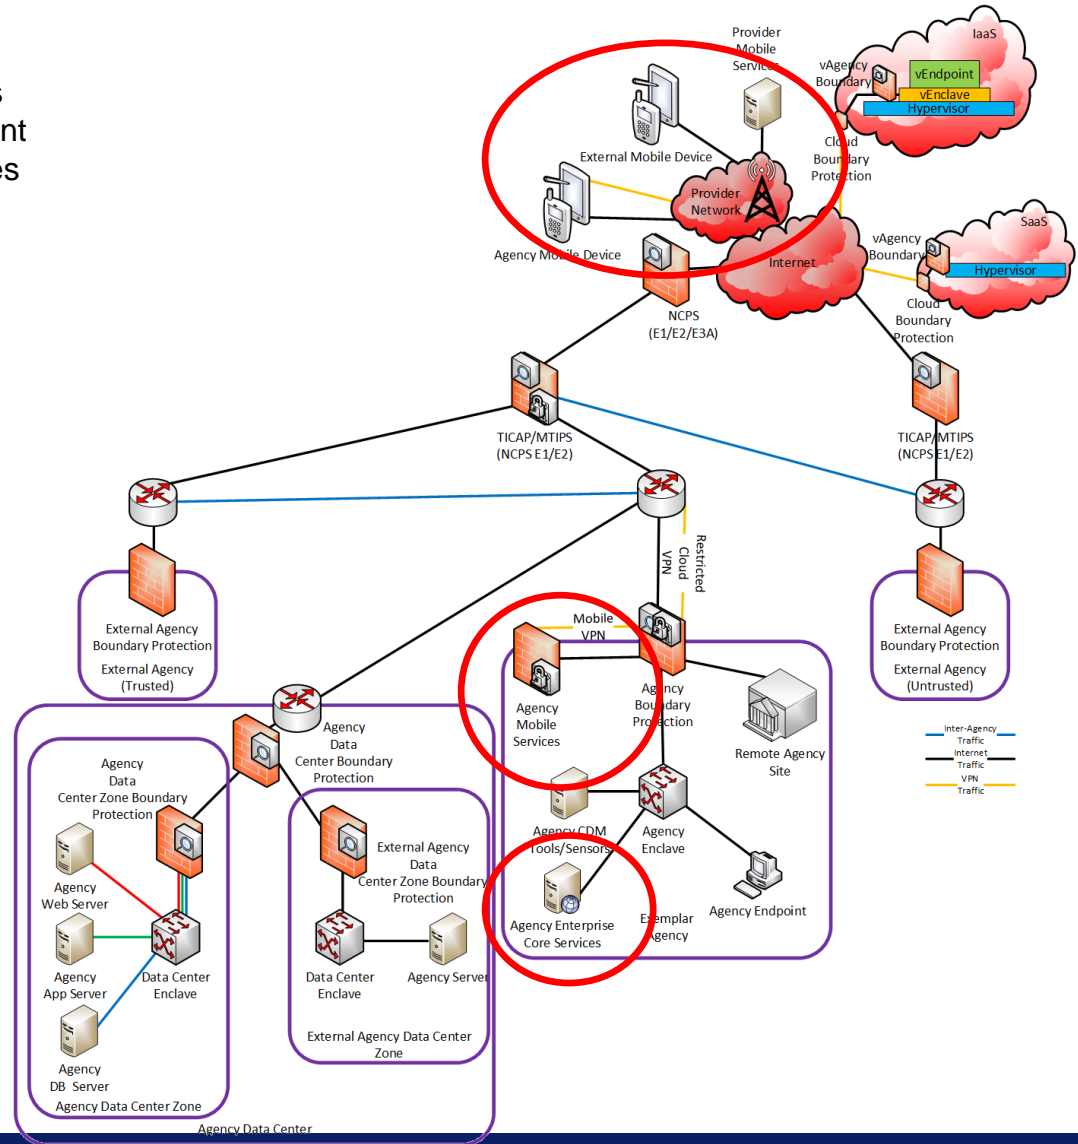 s
nt
es
Provider
Mobile
Services
IaaS
vAgency
Boundary
vEndpoint
vEnclave
Hypervisor
External Mobile Device
Cloud
Boundary
Protection
Provider
Network
SaaS
vAgency
Boundary
Agency Mobile Device
Internet
Hypervisor
Cloud
Boundary
Protection
NCPS
(E1/E2/E3A)
TICAP/MTIPS
(NCPS E1/E2)
TICAP/MTIPS
(NCPS E1/E2)
Restricted
Cloud
VPN
Mobile
VPN
External Agency
Boundary Protection
External Agency
(Trusted)
External Agency
Boundary Protection
External Agency
(Untrusted)
Agency
Mobile
Services
Agency
Boundary
Protection
Remote Agency
Site
Inter-Agency
Traffic
Internet
Traffic
VPN
Traffic
Agency
Data
Center Boundary
Protection
Agency
Data
Center Zone Boundary
Protection
Agency CDM
Tools/Sensors
Agency
Enclave
External Agency
Data
Center Zone Boundary
Protection
Agency
Web Server
Agency Enterprise
Core Services
Exemplar
Agency
Agency Endpoint
Agency
App Server
Data Center
Enclave
Data Center
Enclave
Agency Server
External Agency Data Center
Zone
Agency
DB Server
Agency Data Center Zone
Agency Data Center